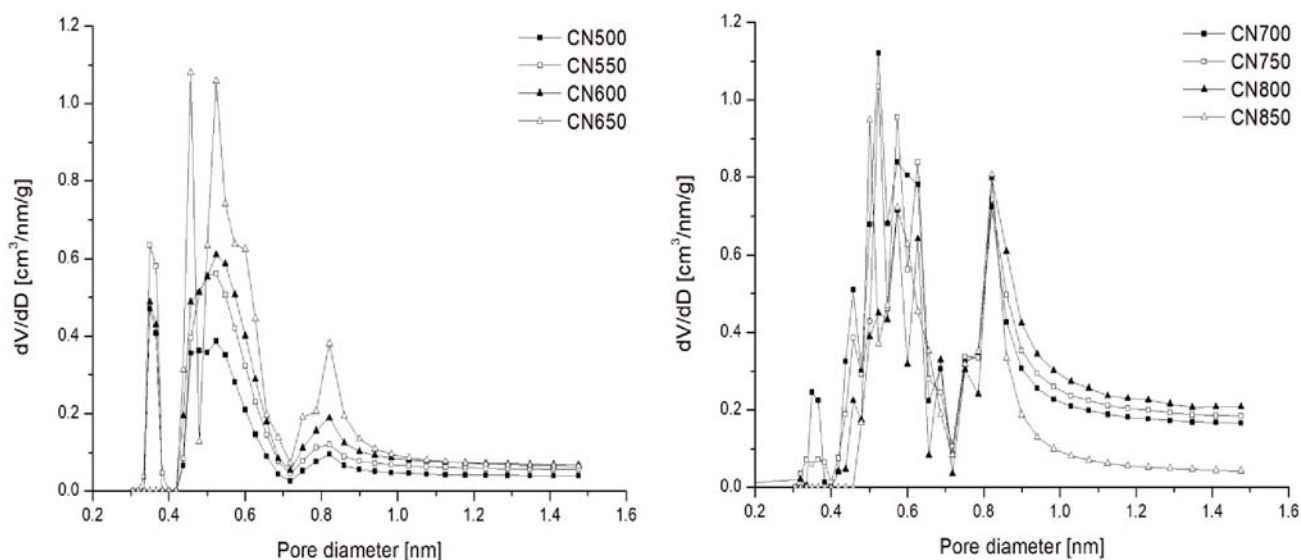 1.2
1.0
0.8
0.6
0.4
0.2
0.0
dV/dD [cm³/nm/g]
CN500
CN550
CN600
CN650
0.2 0.4 0.6 0.8 1.0 1.2 1.4 1.6
Pore diameter [nm]
1.2
1.0
0.8
0.6
0.4
0.2
0.0
dV/dD [cm³/nm/g]
CN700
CN750
CN800
CN850
0.2 0.4 0.6 0.8 1.0 1.2 1.4 1.6
Pore diameter [nm]